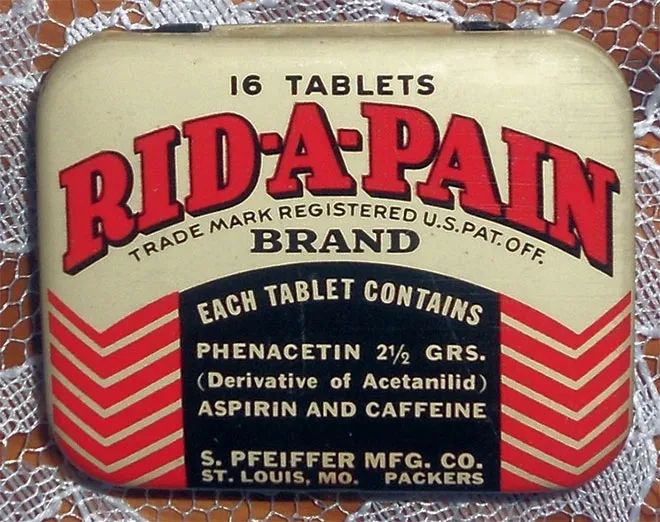 16 TABLETS
RID-A-PAIN
TRADE MARK REGISTERED U.S.PAT.OFF.
BRAND
EACH TABLET CONTAINS
PHENACETIN 2½ GRS.
(Derivative of Acetanilid)
ASPIRIN AND CAFFEINE
S. PFEIFFER MFG. CO.
ST. LOUIS, MO. PACKERS